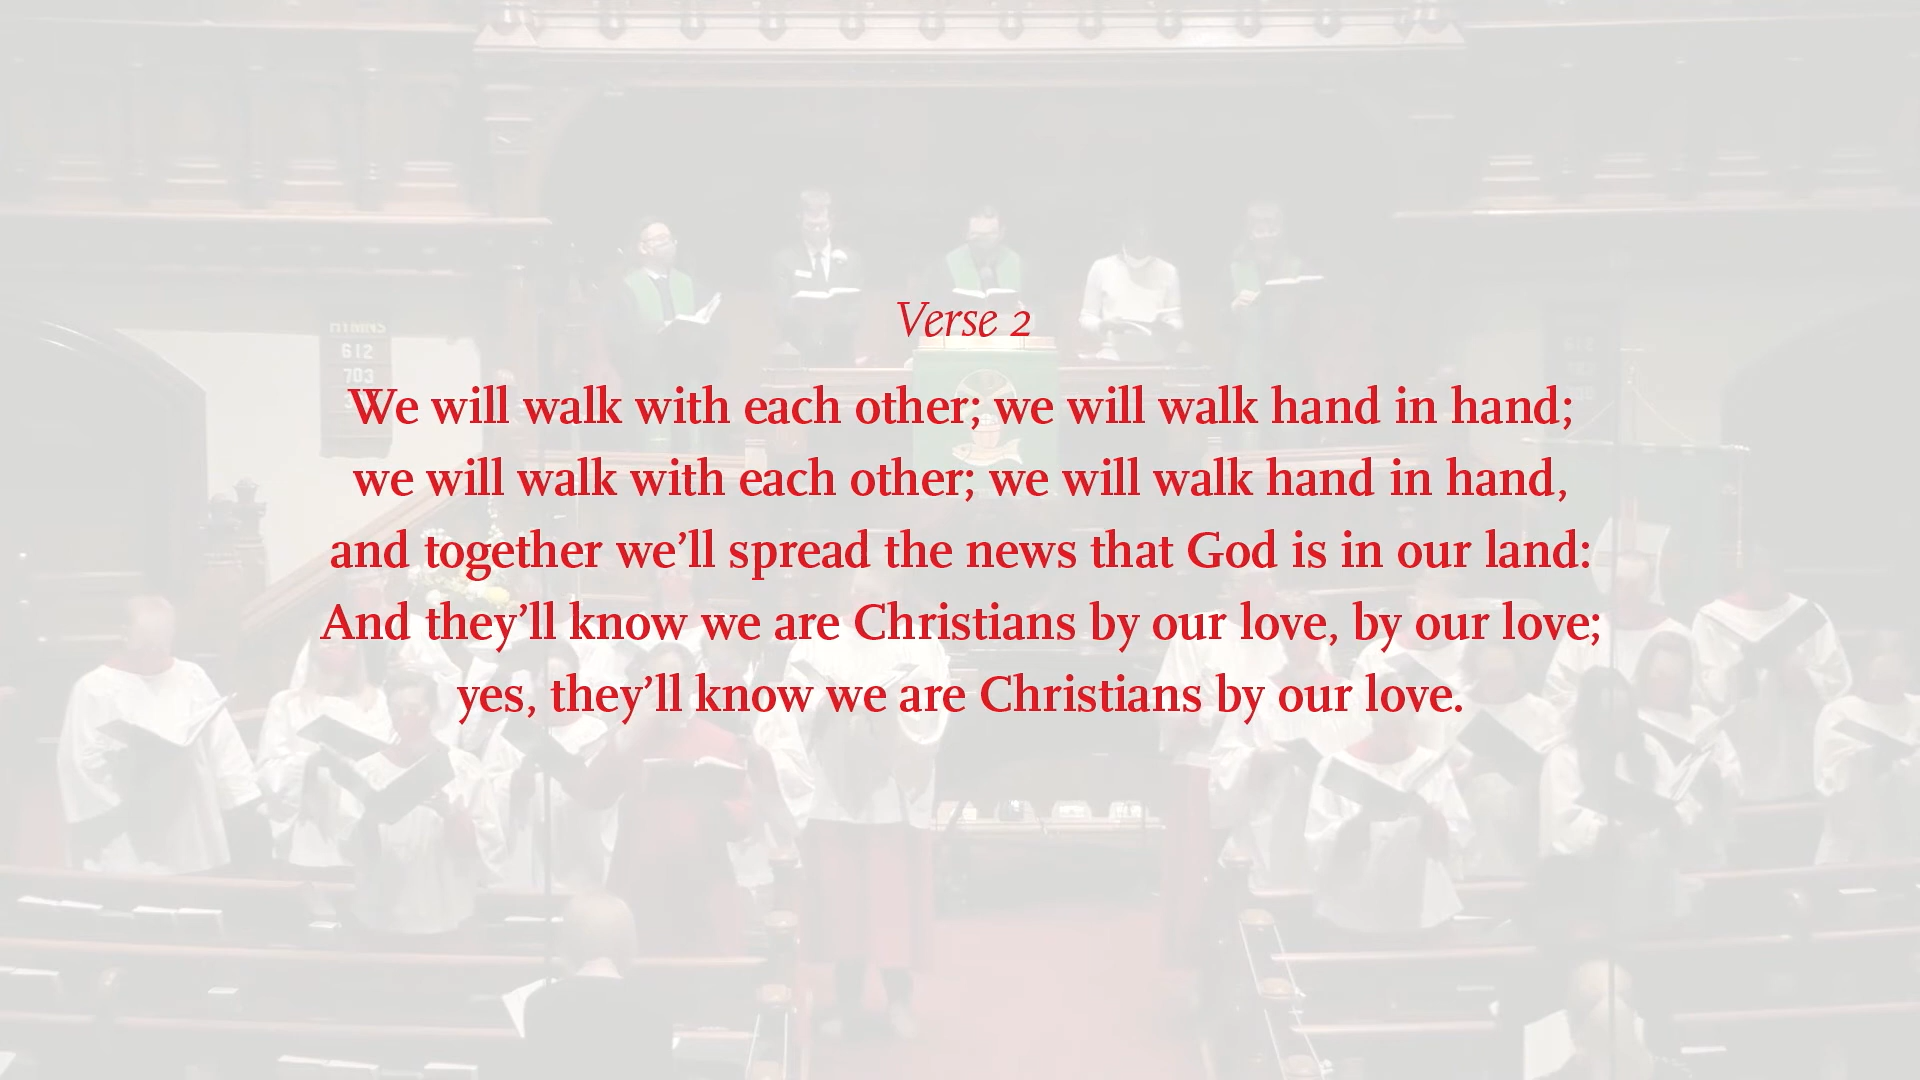 Verse 2
We will walk with each other; we will walk hand in hand;
we will walk with each other; we will walk hand in hand,
and together we’ll spread the news that God is in our land:
And they’ll know we are Christians by our love, by our love;
yes, they’ll know we are Christians by our love.
HYMNS
612
703